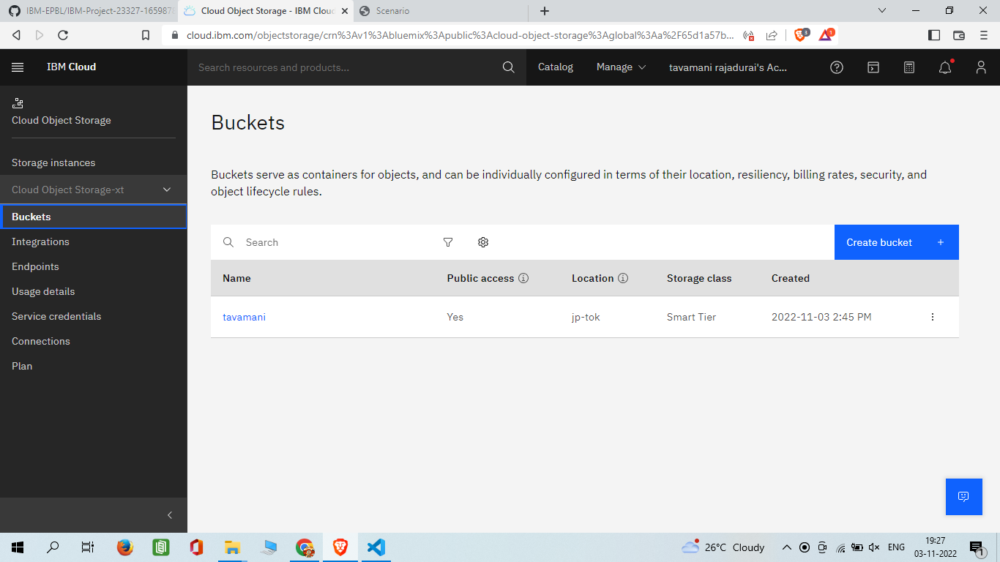 IBM-EPBL/IBM-Project-23327-165987
Cloud Object Storage - IBM Clou
Scenario
cloud.ibm.com/objectstorage/crn%3Av1%3Abluemix%3Apublic%3Acloud-object-storage%3Aglobal%3Aa%2F65d1a57b...
3
1
IBM Cloud
Search resources and products...
Catalog
Manage
tavamani rajadurai's Ac...
Cloud Object Storage
Storage instances
Cloud Object Storage-xt
Buckets
Integrations
Endpoints
Usage details
Service credentials
Connections
Plan
Buckets
Buckets serve as containers for objects, and can be individually configured in terms of their location, resiliency, billing rates, security, and
object lifecycle rules.
Search
Create bucket +
Name Public access Location Storage class Created
tavamani Yes jp-tok Smart Tier 2022-11-03 2:45 PM
26°C Cloudy
ENG
19:27
03-11-2022
1